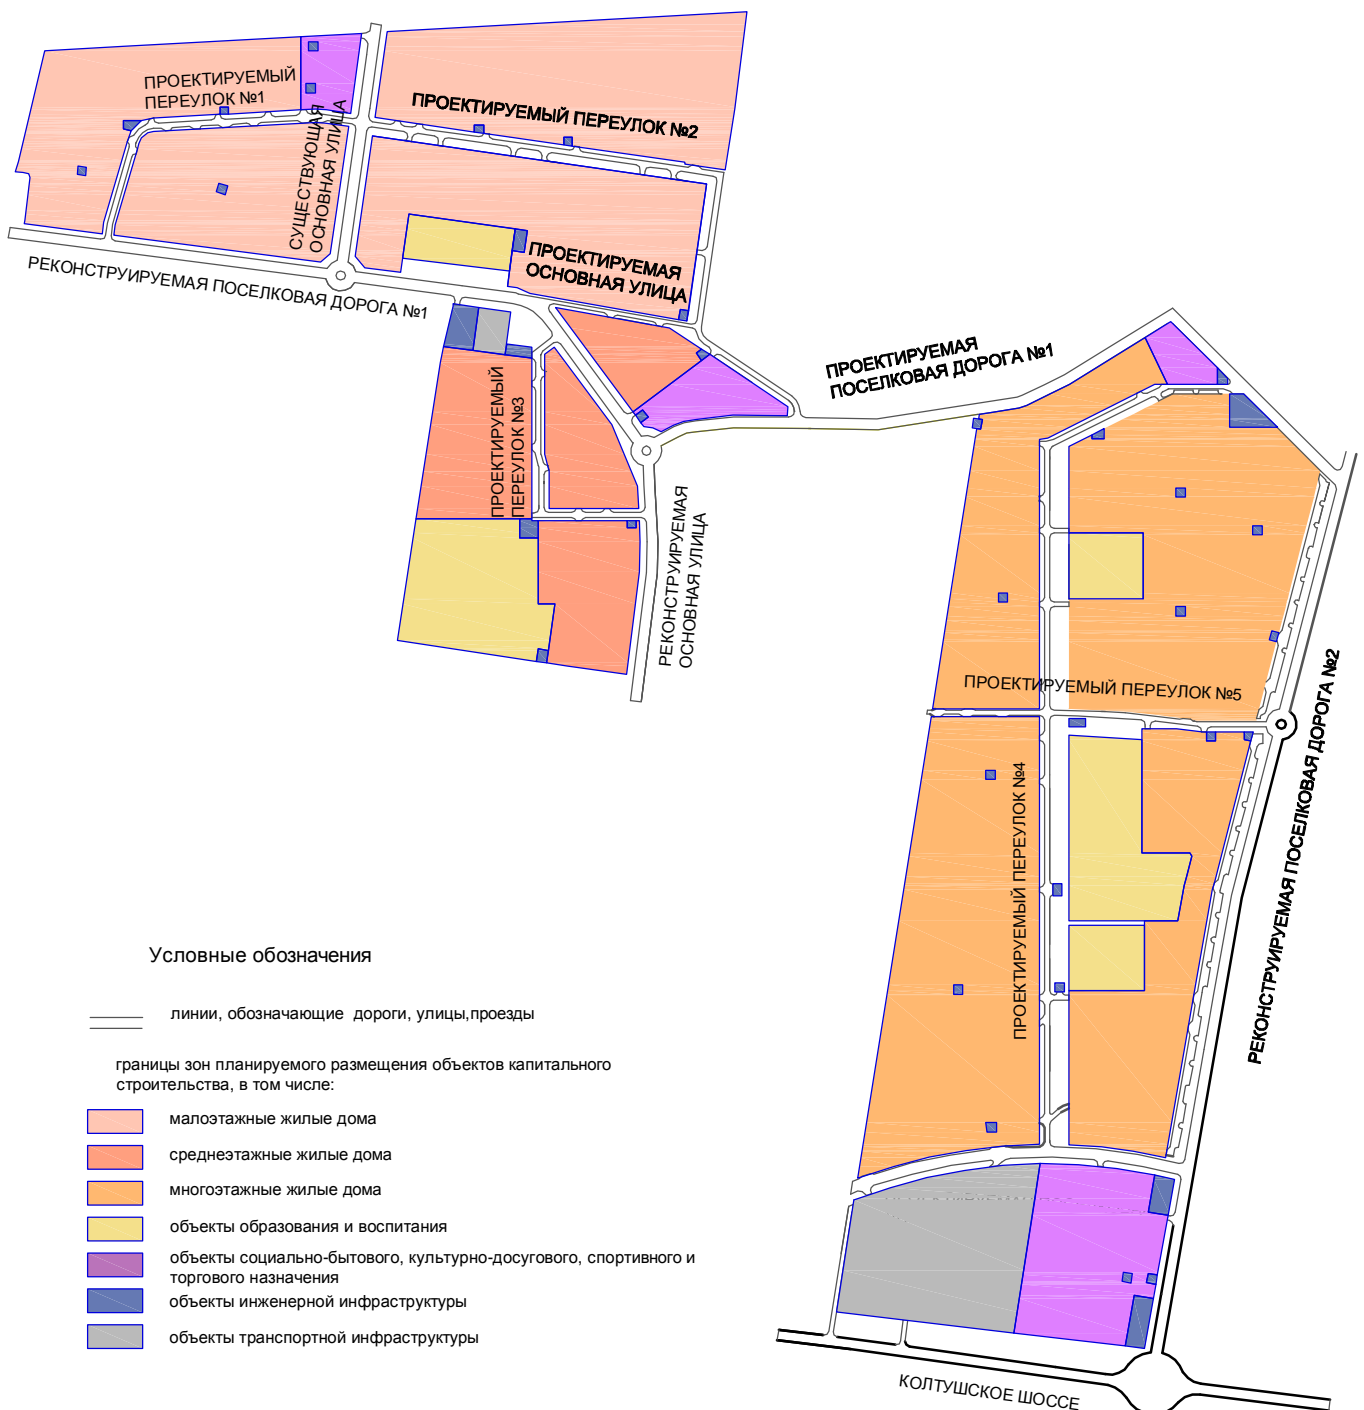 ПРОЕКТИРУЕМЫЙ
ПЕРЕУЛОК №1
ПРОЕКТИРУЕМЫЙ ПЕРЕУЛОК №2
СУЩЕСТВУЮЩАЯ
ОСНОВНАЯ УЛИЦА
ПРОЕКТИРУЕМАЯ
ОСНОВНАЯ УЛИЦА
РЕКОНСТРУИРУЕМАЯ ПОСЕЛКОВАЯ ДОРОГА №1
ПРОЕКТИРУЕМАЯ
ПОСЕЛКОВАЯ ДОРОГА №1
ПРОЕКТИРУЕМЫЙ
ПЕРЕУЛОК №3
РЕКОНСТРУИРУЕМАЯ
ОСНОВНАЯ УЛИЦА
ПРОЕКТИРУЕМЫЙ ПЕРЕУЛОК №5
ПРОЕКТИРУЕМЫЙ ПЕРЕУЛОК №4
РЕКОНСТРУИРУЕМАЯ ПОСЕЛКОВАЯ ДОРОГА №2
Условные обозначения
линии, обозначающие дороги, улицы,проезды
границы зон планируемого размещения объектов капитального
строительства, в том числе:
малоэтажные жилые дома
среднеэтажные жилые дома
многоэтажные жилые дома
объекты образования и воспитания
объекты социально-бытового, культурно-досугового, спортивного и
торгового назначения
объекты инженерной инфраструктуры
объекты транспортной инфраструктуры
КОЛТУШСКОЕ ШОССЕ